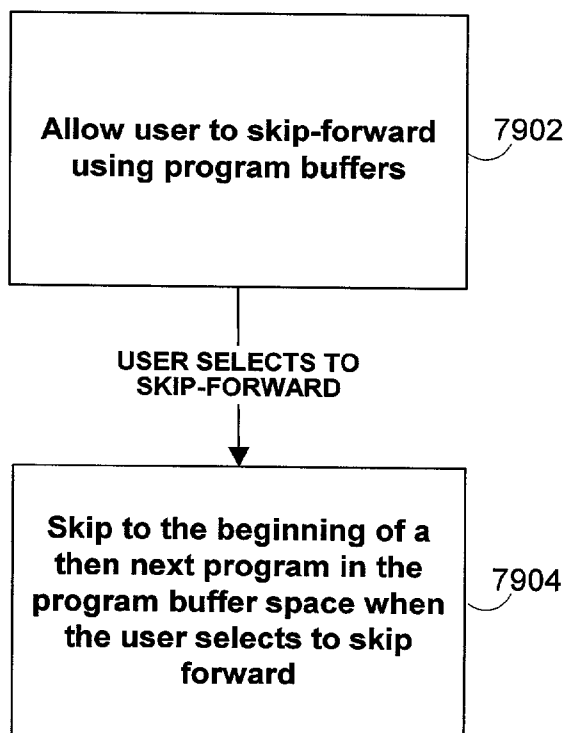 Allow user to skip-forward
using program buffers
7902
USER SELECTS TO
SKIP-FORWARD
Skip to the beginning of a
then next program in the
program buffer space when
the user selects to skip
forward
7904